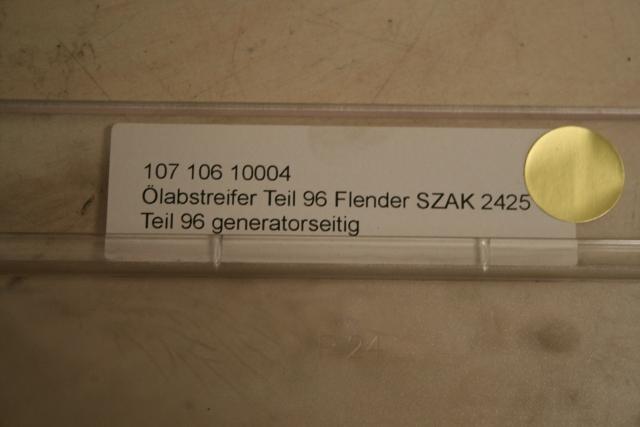 107 106 10004
Ölabstreifer Teil 96 Flender SZAK 2425
Teil 96 generatorseitig